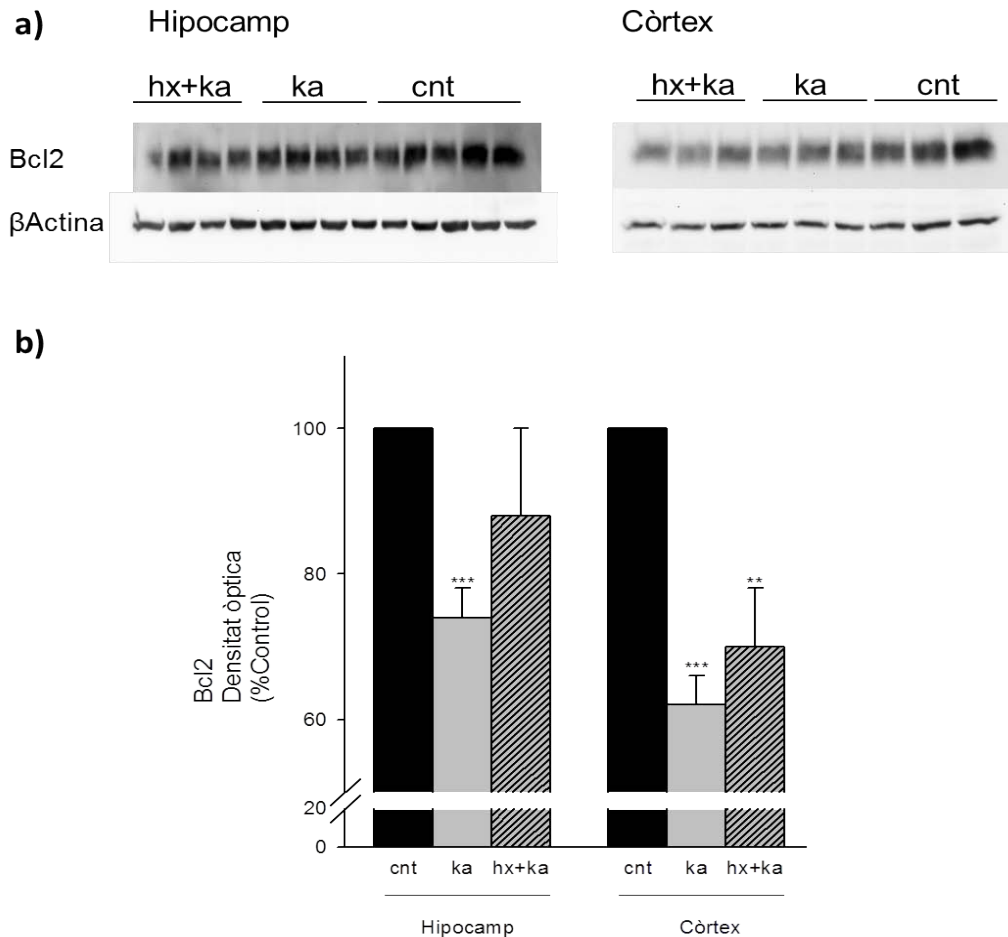 a)
Hipocamp
Còrtex
hx+ka ka cnt
hx+ka ka cnt
Bcl2
βActina
b)
Bcl2
Densitat òptica
(%Control)
100
80
60
20
0
***
***
**
cnt ka hx+ka
cnt ka hx+ka
Hipocamp
Còrtex